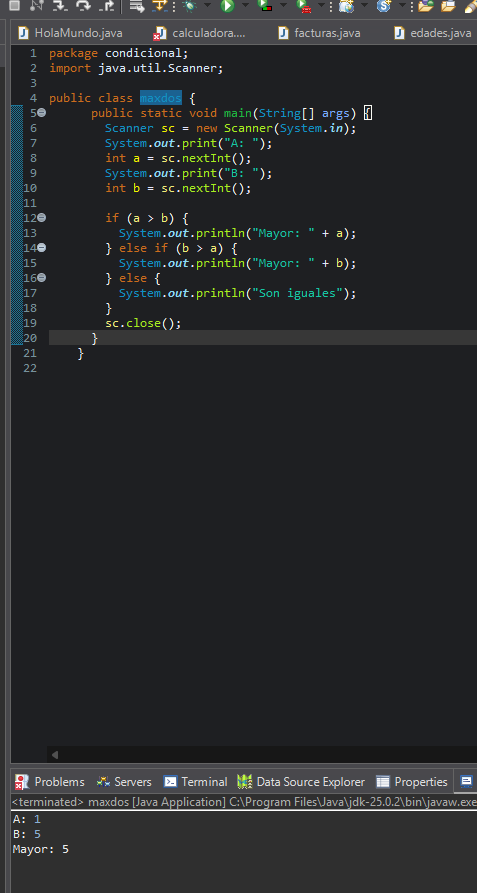 HolaMundo.java calculadora.... facturas.java edades.java
1 package condicional;
2 import java.util.Scanner;
3
4 public class maxdos {
5 public static void main(String[] args) {
6 Scanner sc = new Scanner(System.in);
7 System.out.print("A: ");
8 int a = sc.nextInt();
9 System.out.print("B: ");
10 int b = sc.nextInt();
11
12 if (a > b) {
13 System.out.println("Mayor: " + a);
14 } else if (b > a) {
15 System.out.println("Mayor: " + b);
16 } else {
17 System.out.println("Son iguales");
18 }
19 sc.close();
20 }
21 }
22
Problems Servers Terminal Data Source Explorer Properties
<terminated> maxdos [Java Application] C:\Program Files\Java\jdk-25.0.2\bin\javaw.exe
A: 1
B: 5
Mayor: 5